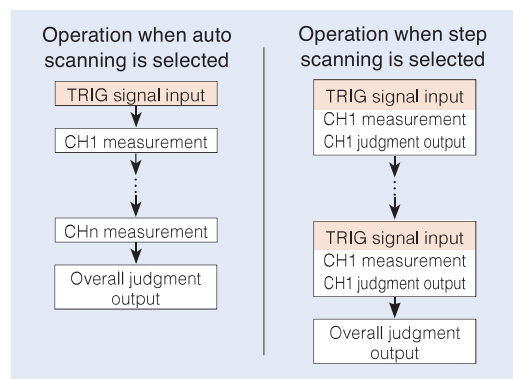 Operation when auto
scanning is selected
TRIG signal input
CH1 measurement
CHn measurement
Overall judgment
output
Operation when step
scanning is selected
TRIG signal input
CH1 measurement
CH1 judgment output
TRIG signal input
CH1 measurement
CH1 judgment output
Overall judgment
output